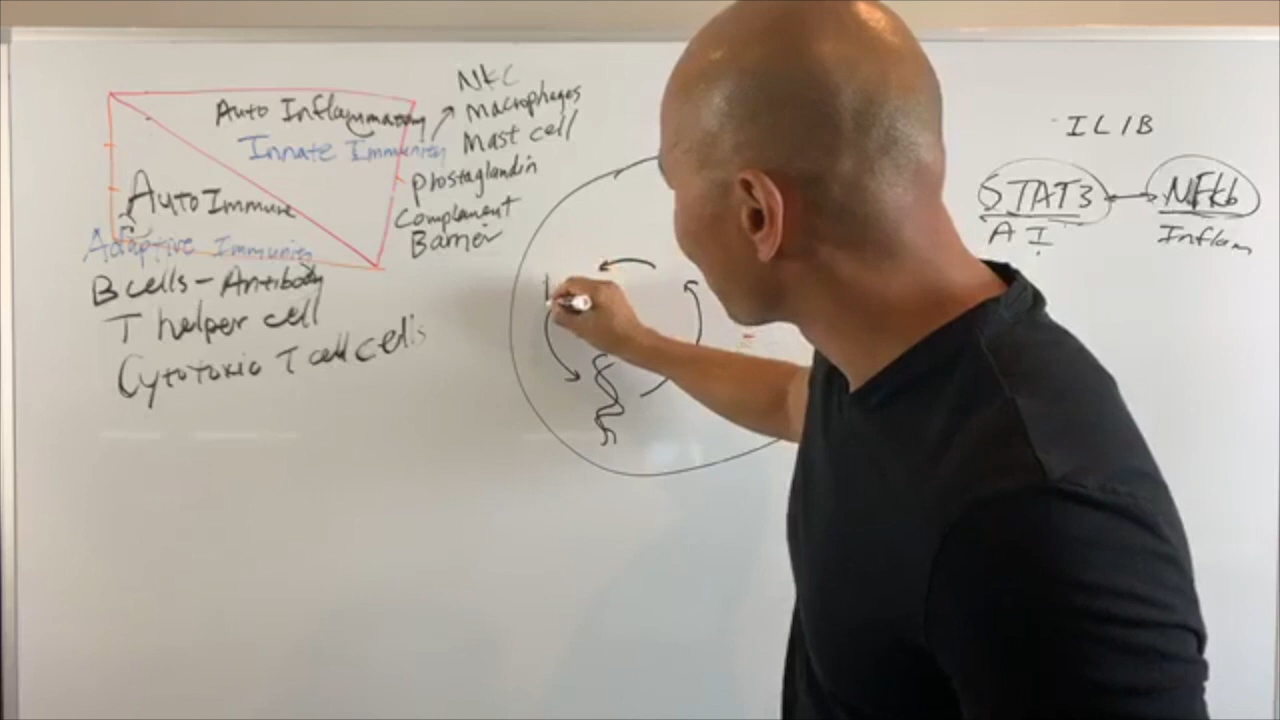 Auto Inflammatory
Innate Immunity
Auto Immune
Adaptive Immunity
B cells - Antibody
T helper cell
Cytotoxic T cell cells
NKC
Macrophages
Mast cell
Prostaglandin
Complement
Barrier
IL1B
STAT3 NFkb
AI Inflam